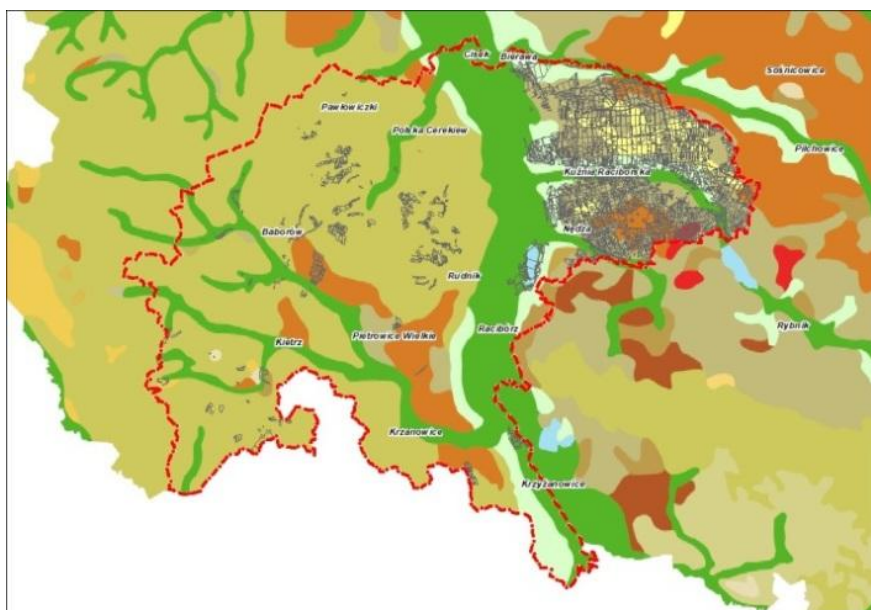 Cisek
Bierawa
Sośnicowice
Pawłowiczki
Polska Cerekiew
Pilchowice
Kuźnia Raciborska
Baborów
Nędza
Rudnik
Racibórz
Rybnik
Pietrowice Wielkie
Kietrz
Krzanowice
Krzyżanowice